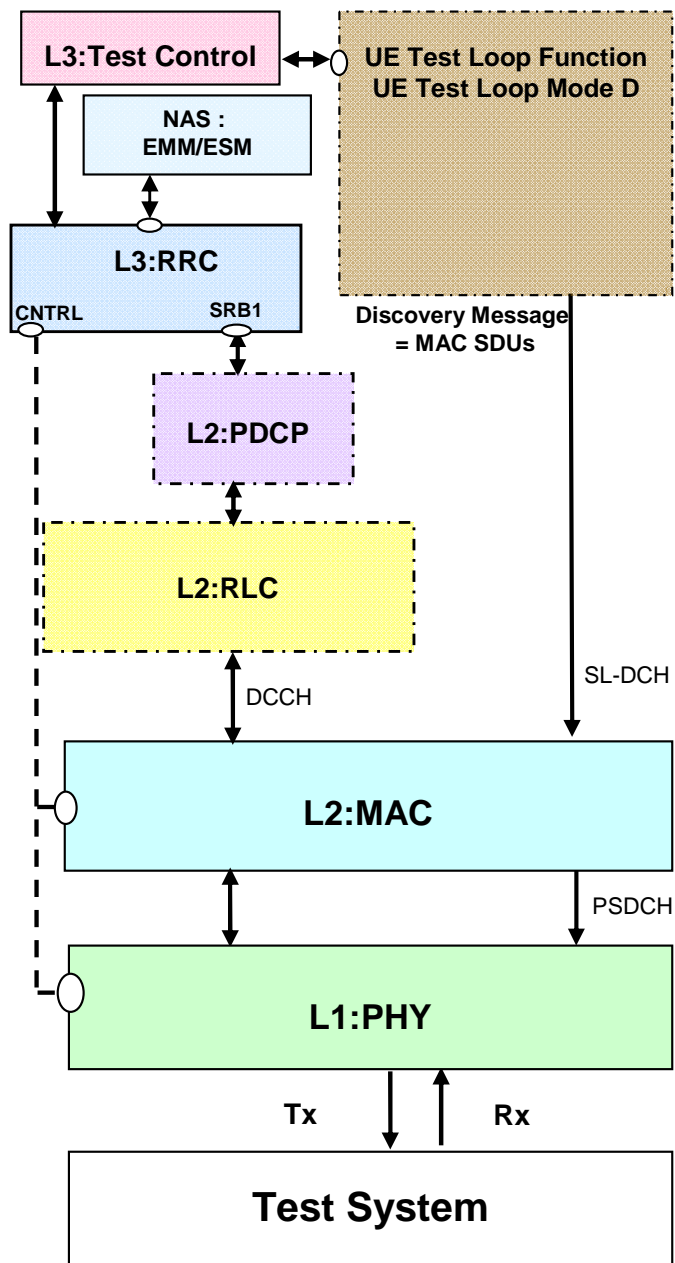 L3:Test Control
UE Test Loop Function
UE Test Loop Mode D
NAS :
EMM/ESM
L3:RRC
CNTRL
SRB1
Discovery Message
= MAC SDUs
L2:PDCP
L2:RLC
DCCH
SL-DCH
L2:MAC
PSDCH
L1:PHY
Tx
Rx
Test System